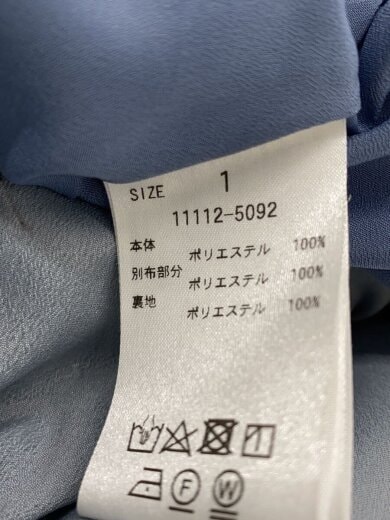 SIZE 1
11112-5092
本体 ポリエステル 100%
別布部分 ポリエステル 100%
裏地 ポリエステル 100%
F W